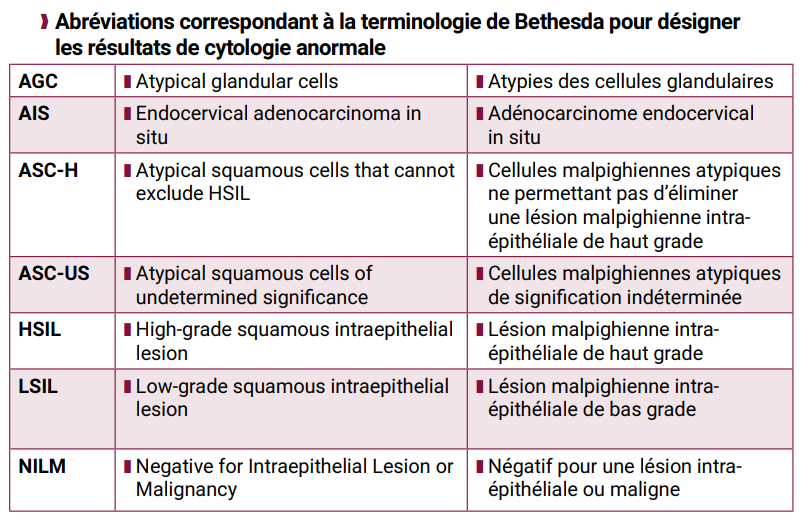 ❱ Abréviations correspondant à la terminologie de Bethesda pour désigner
les résultats de cytologie anormale
AGC
Atypical glandular cells
Atypies des cellules glandulaires
AIS
Endocervical adenocarcinoma in
situ
Adénocarcinome endocervical
in situ
ASC-H
Atypical squamous cells that cannot
exclude HSIL
Cellules malpighiennes atypiques
ne permettant pas d’éliminer
une lésion malpighienne intra-
épithéliale de haut grade
ASC-US
Atypical squamous cells of
undetermined significance
Cellules malpighiennes atypiques
de signification indéterminée
HSIL
High-grade squamous intraepithelial
lesion
Lésion malpighienne intra-
épithéliale de haut grade
LSIL
Low-grade squamous intraepithelial
lesion
Lésion malpighienne intra-
épithéliale de bas grade
NILM
Negative for Intraepithelial Lesion or
Malignancy
Négatif pour une lésion intra-
épithéliale ou maligne